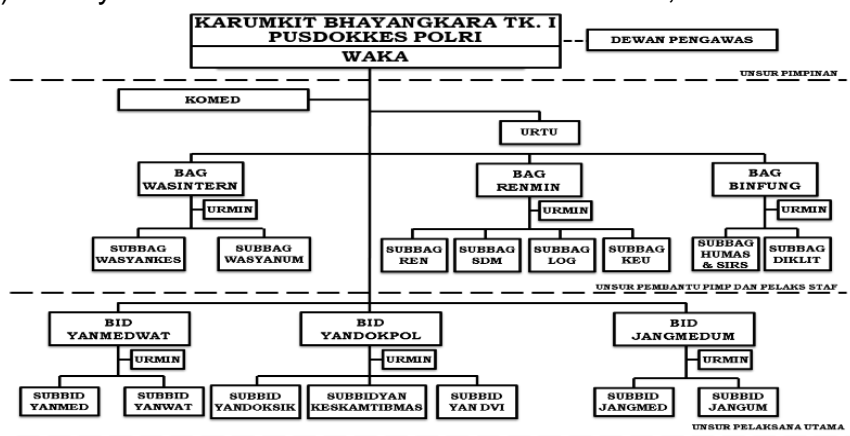 KARUMKIT BHAYANGKARA TK. I
PUSDOKKES POLRI
WAKA
DEWAN PENGAWAS
UNSUR PIMPINAN
KOMED
URTU
BAG
WASINTERN
BAG
RENMIN
BAG
BINFUNG
URMIN
URMIN
URMIN
SUBBAG
WASYANKES
SUBBAG
WASYANUM
SUBBAG
REN
SUBBAG
SDM
SUBBAG
LOG
SUBBAG
KEU
SUBBAG
HUMAS
& SIRS
SUBBAG
DIKLIT
UNSUR PEMBANTU PIMP DAN PELAKS STAF
BID
YANMEDWAT
BID
YANDOKPOL
BID
JANGMEDUM
URMIN
URMIN
URMIN
SUBBID
YANMED
SUBBID
YANWAT
SUBBID
YANDOKSIK
SUBBIDYAN
KESKAMTIBMAS
SUBBID
YAN DVI
SUBBID
JANGMED
SUBBID
JANGUM
UNSUR PELAKSANA UTAMA